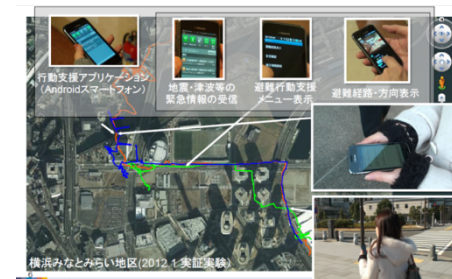 行動支援アプリケーション
（Androidスマートフォン）
地震・津波等の
緊急情報の受信
避難行動支援
メニュー表示
避難経路・方向表示
横浜みなとみらい地区(2012.1実証実験）